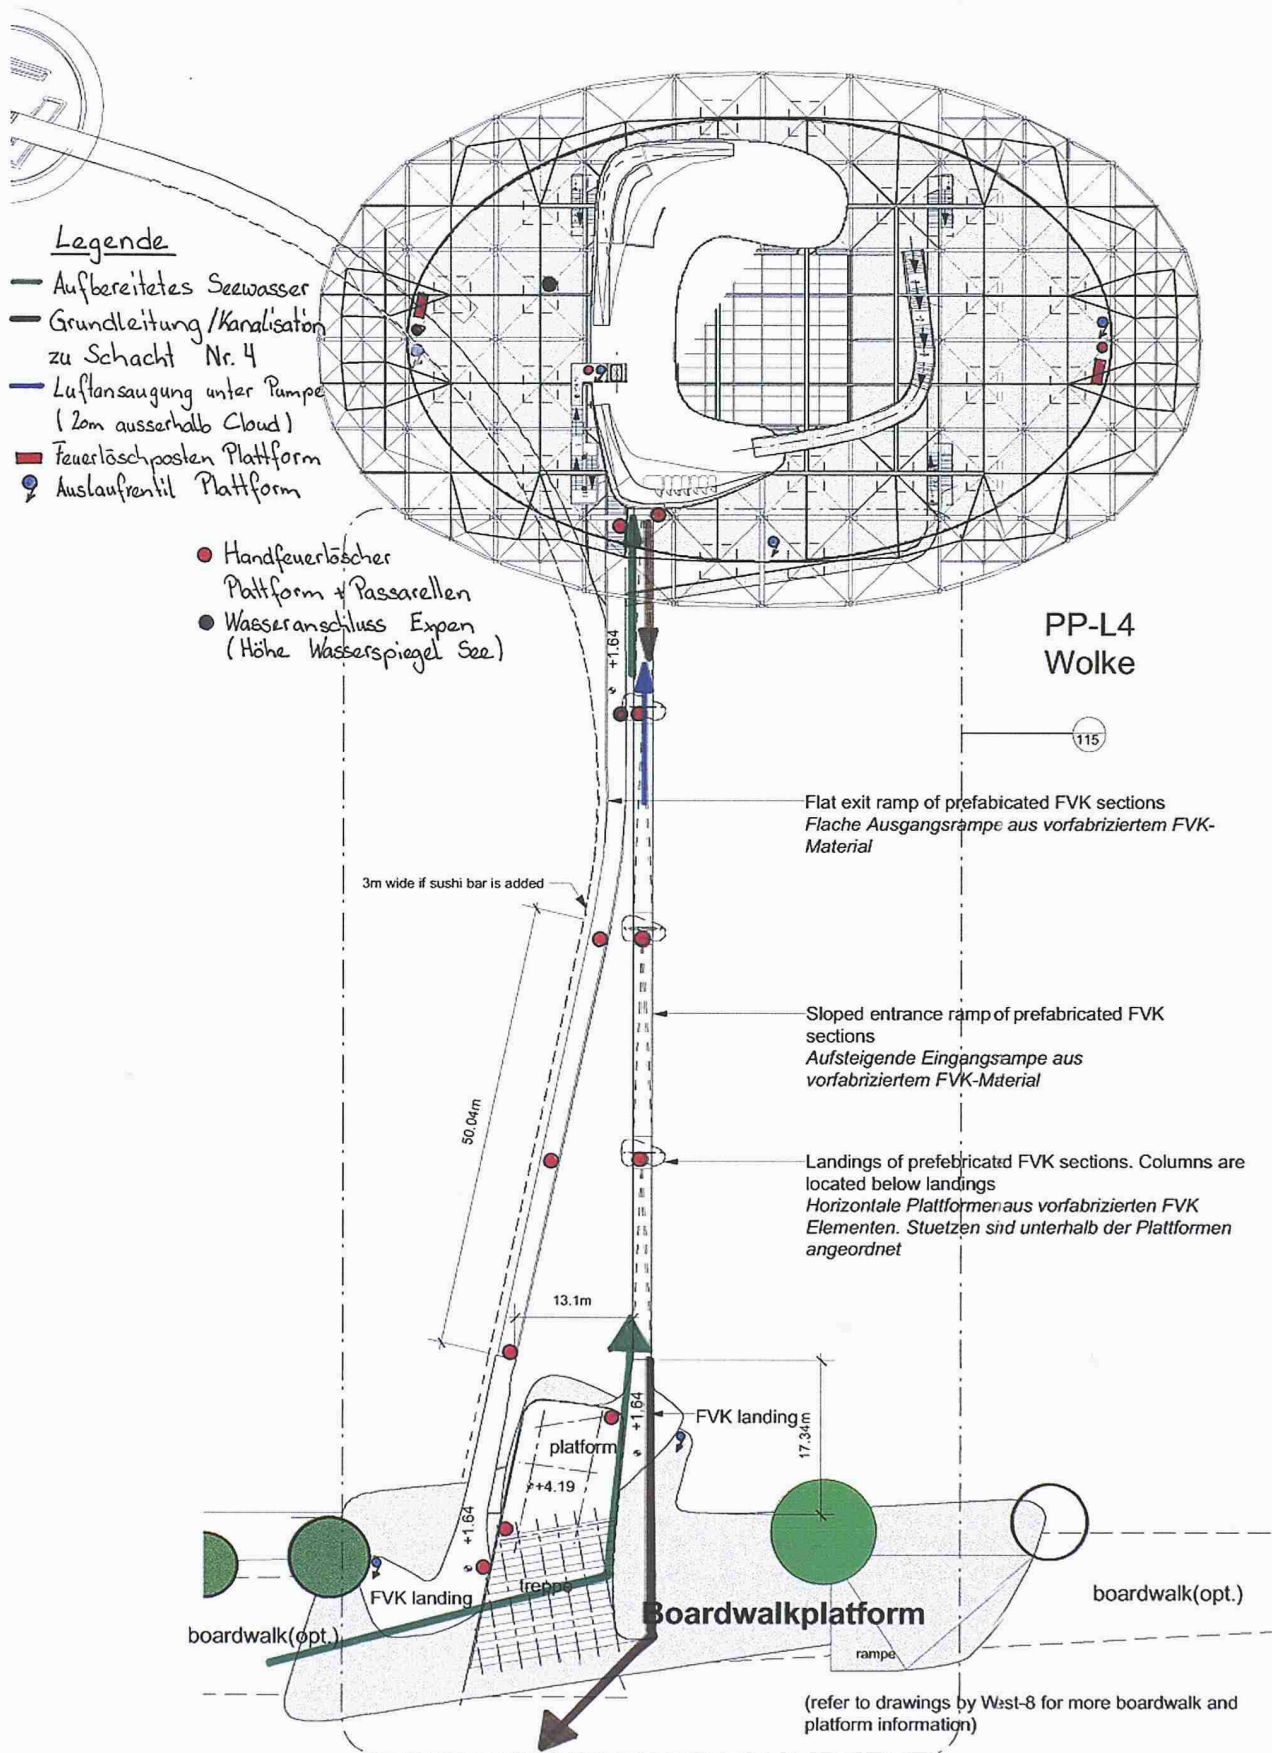 Legende
Aufbereitetes Seewasser
Grundleitung/Kanalisation
zu Schacht Nr. 4
Luftansaugung unter Pumpe
(20m ausserhalb Cloud)
Feuerlöschposten Plattform
Auslaufventil Plattform
Handfeuerlöscher
Plattform + Passarellen
Wasseranschluss Expen
(Höhe Wasserspiegel See)
PP-L4
Wolke
115
+1.64
Flat exit ramp of prefabicated FVK sections
Flache Ausgangsrampe aus vorfabriziertem FVK-
Material
3m wide if sushi bar is added
Sloped entrance ramp of prefabricated FVK
sections
Aufsteigende Eingangsrampe aus
vorfabriziertem FVK-Material
50.04m
Landings of prefebricated FVK sections. Columns are
located below landings
Horizontale Plattformen aus vorfabrizierten FVK
Elementen. Stuetzen sind unterhalb der Plattformen
angeordnet
13.1m
+1.64
FVK landing
17.34m
platform
+4.19
+1.64
FVK landing
treppe
Boardwalkplatform
boardwalk(opt.)
boardwalk(opt.)
rampe
(refer to drawings by West-8 for more boardwalk and
platform information)